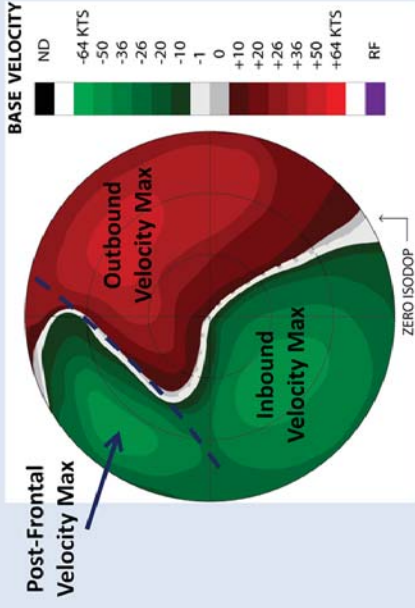 BASE VELOCITY
ND
-64 KTS
-50
-36
-26
-20
-10
-1
0
+10
+20
+26
+36
+50
+64 KTS
RF
Post-Frontal
Velocity Max
Outbound
Velocity Max
Inbound
Velocity Max
ZERO ISODOP